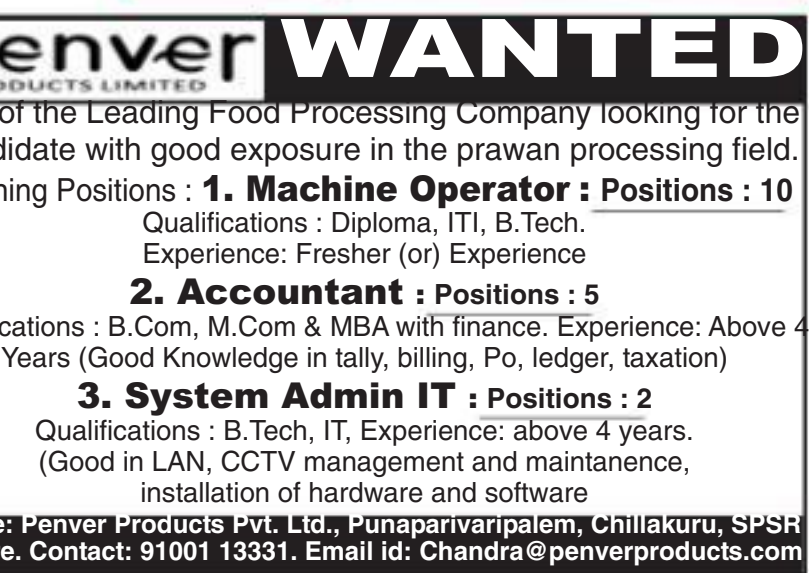 enver WANTED
ODUCTS LIMITED
of the Leading Food Processing Company looking for the
didate with good exposure in the prawan processing field.
ning Positions : 1. Machine Operator : Positions : 10
Qualifications : Diploma, ITI, B.Tech.
Experience: Fresher (or) Experience
2. Accountant : Positions : 5
cations : B.Com, M.Com & MBA with finance. Experience: Above 4
Years (Good Knowledge in tally, billing, Po, ledger, taxation)
3. System Admin IT : Positions : 2
Qualifications : B.Tech, IT, Experience: above 4 years.
(Good in LAN, CCTV management and maintanence,
installation of hardware and software
e: Penver Products Pvt. Ltd., Punaparivaripalem, Chillakuru, SPSR
e. Contact: 91001 13331. Email id: Chandra@penverproducts.com